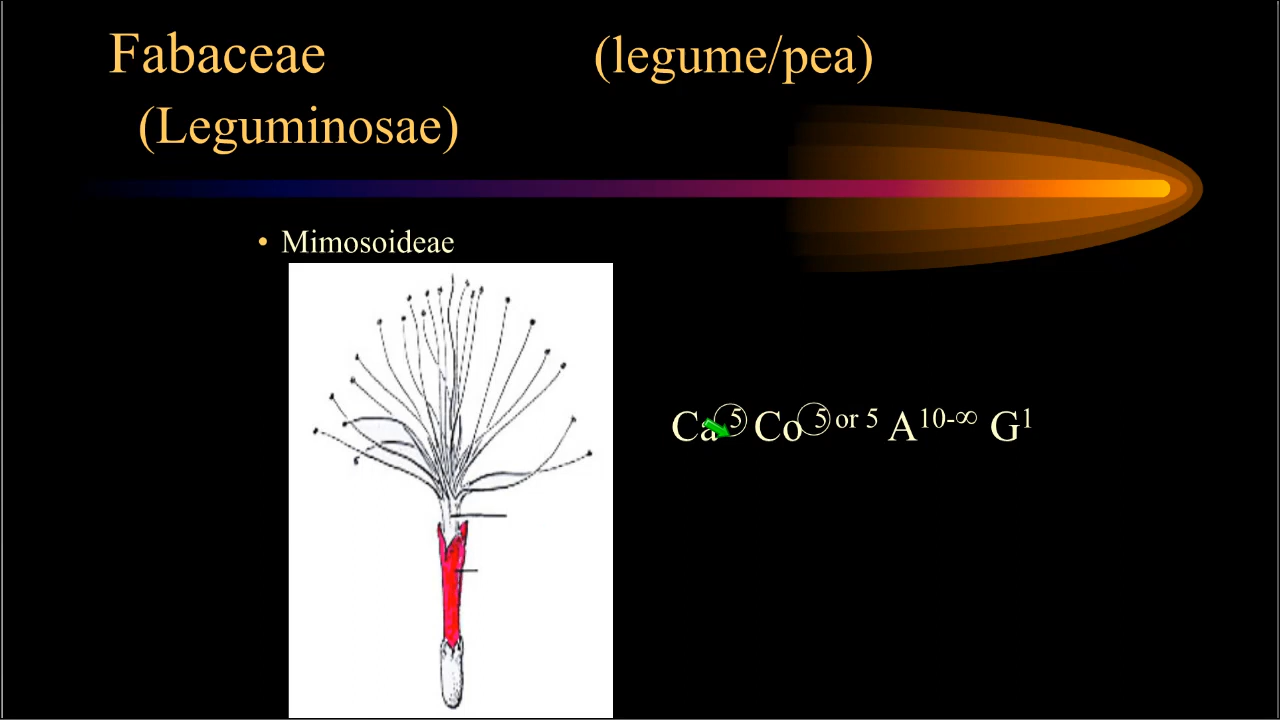 Fabaceae (legume/pea)
(Leguminosae)
• Mimosoideae
Ca⁵ Co⁵ or 5 A¹⁰⁻∞ G¹